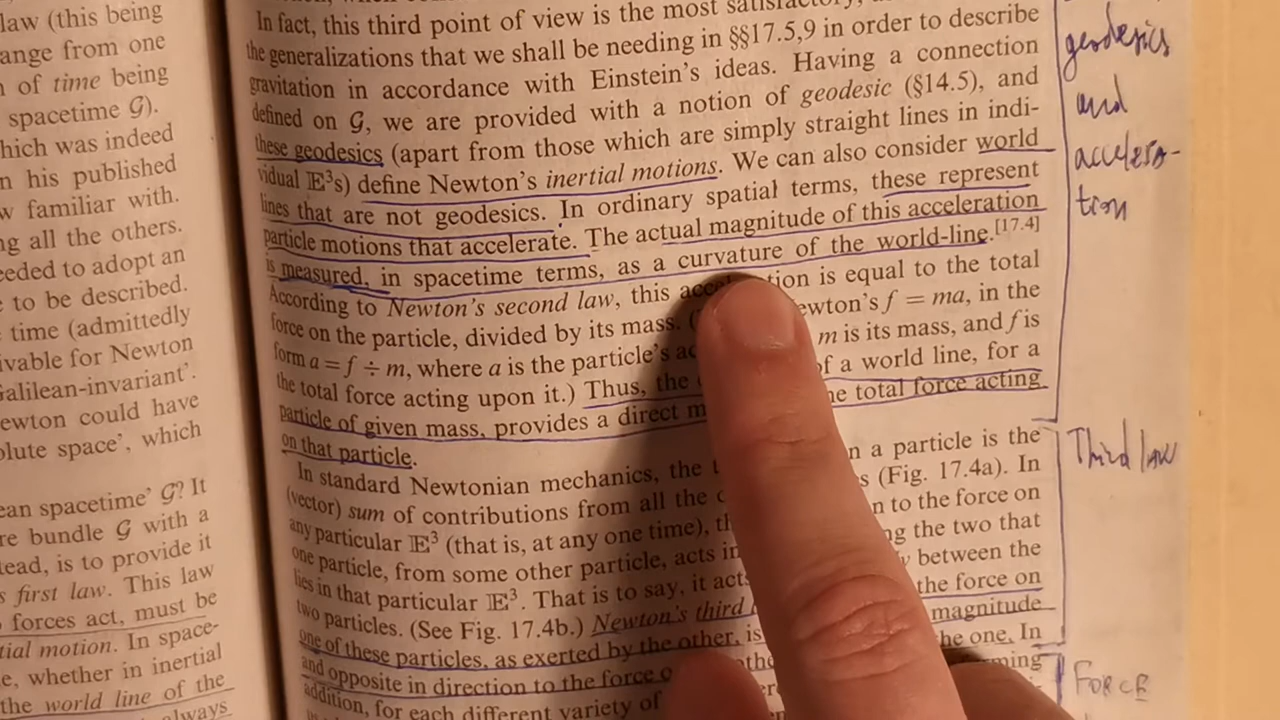 law (this being
ange from one
of time being
spacetime G).
hich was indeed
n his published
w familiar with.
ng all the others.
eeded to adopt an
to be described.
time (admittedly
ivable for Newton
Galilean-invariant'.
ewton could have
olute space', which
ean spacetime' G? It
re bundle G with a
tead, is to provide it
s first law. This law
forces act, must be
tial motion. In space-
e, whether in inertial
the world line of the
always
In fact, this third point of view is the most satisfactory,
the generalizations that we shall be needing in §§17.5,9 in order to describe
gravitation in accordance with Einstein's ideas. Having a connection
defined on G, we are provided with a notion of geodesic (§14.5), and
these geodesics (apart from those which are simply straight lines in indi-
vidual 𝔼³s) define Newton's inertial motions. We can also consider world
lines that are not geodesics. In ordinary spatial terms, these represent
particle motions that accelerate. The actual magnitude of this acceleration
is measured, in spacetime terms, as a curvature of the world-line.[17.4]
According to Newton's second law, this acceleration is equal to the total
force on the particle, divided by its mass. ( ewton's f = ma, in the
form a = f ÷ m, where a is the particle's ac m is its mass, and f is
the total force acting upon it.) Thus, the of a world line, for a
particle of given mass, provides a direct m he total force acting
on that particle.
In standard Newtonian mechanics, the t n a particle is the
(vector) sum of contributions from all the s (Fig. 17.4a). In
any particular 𝔼³ (that is, at any one time), th n to the force on
one particle, from some other particle, acts in ng the two that
lies in that particular 𝔼³. That is to say, it acts between the
two particles. (See Fig. 17.4b.) Newton's third the force on
one of these particles, as exerted by the other, is magnitude
and opposite in direction to the force o the one. In
addition, for each different variety of
geodesics
and
accelera-
tion
Third law
FORCE